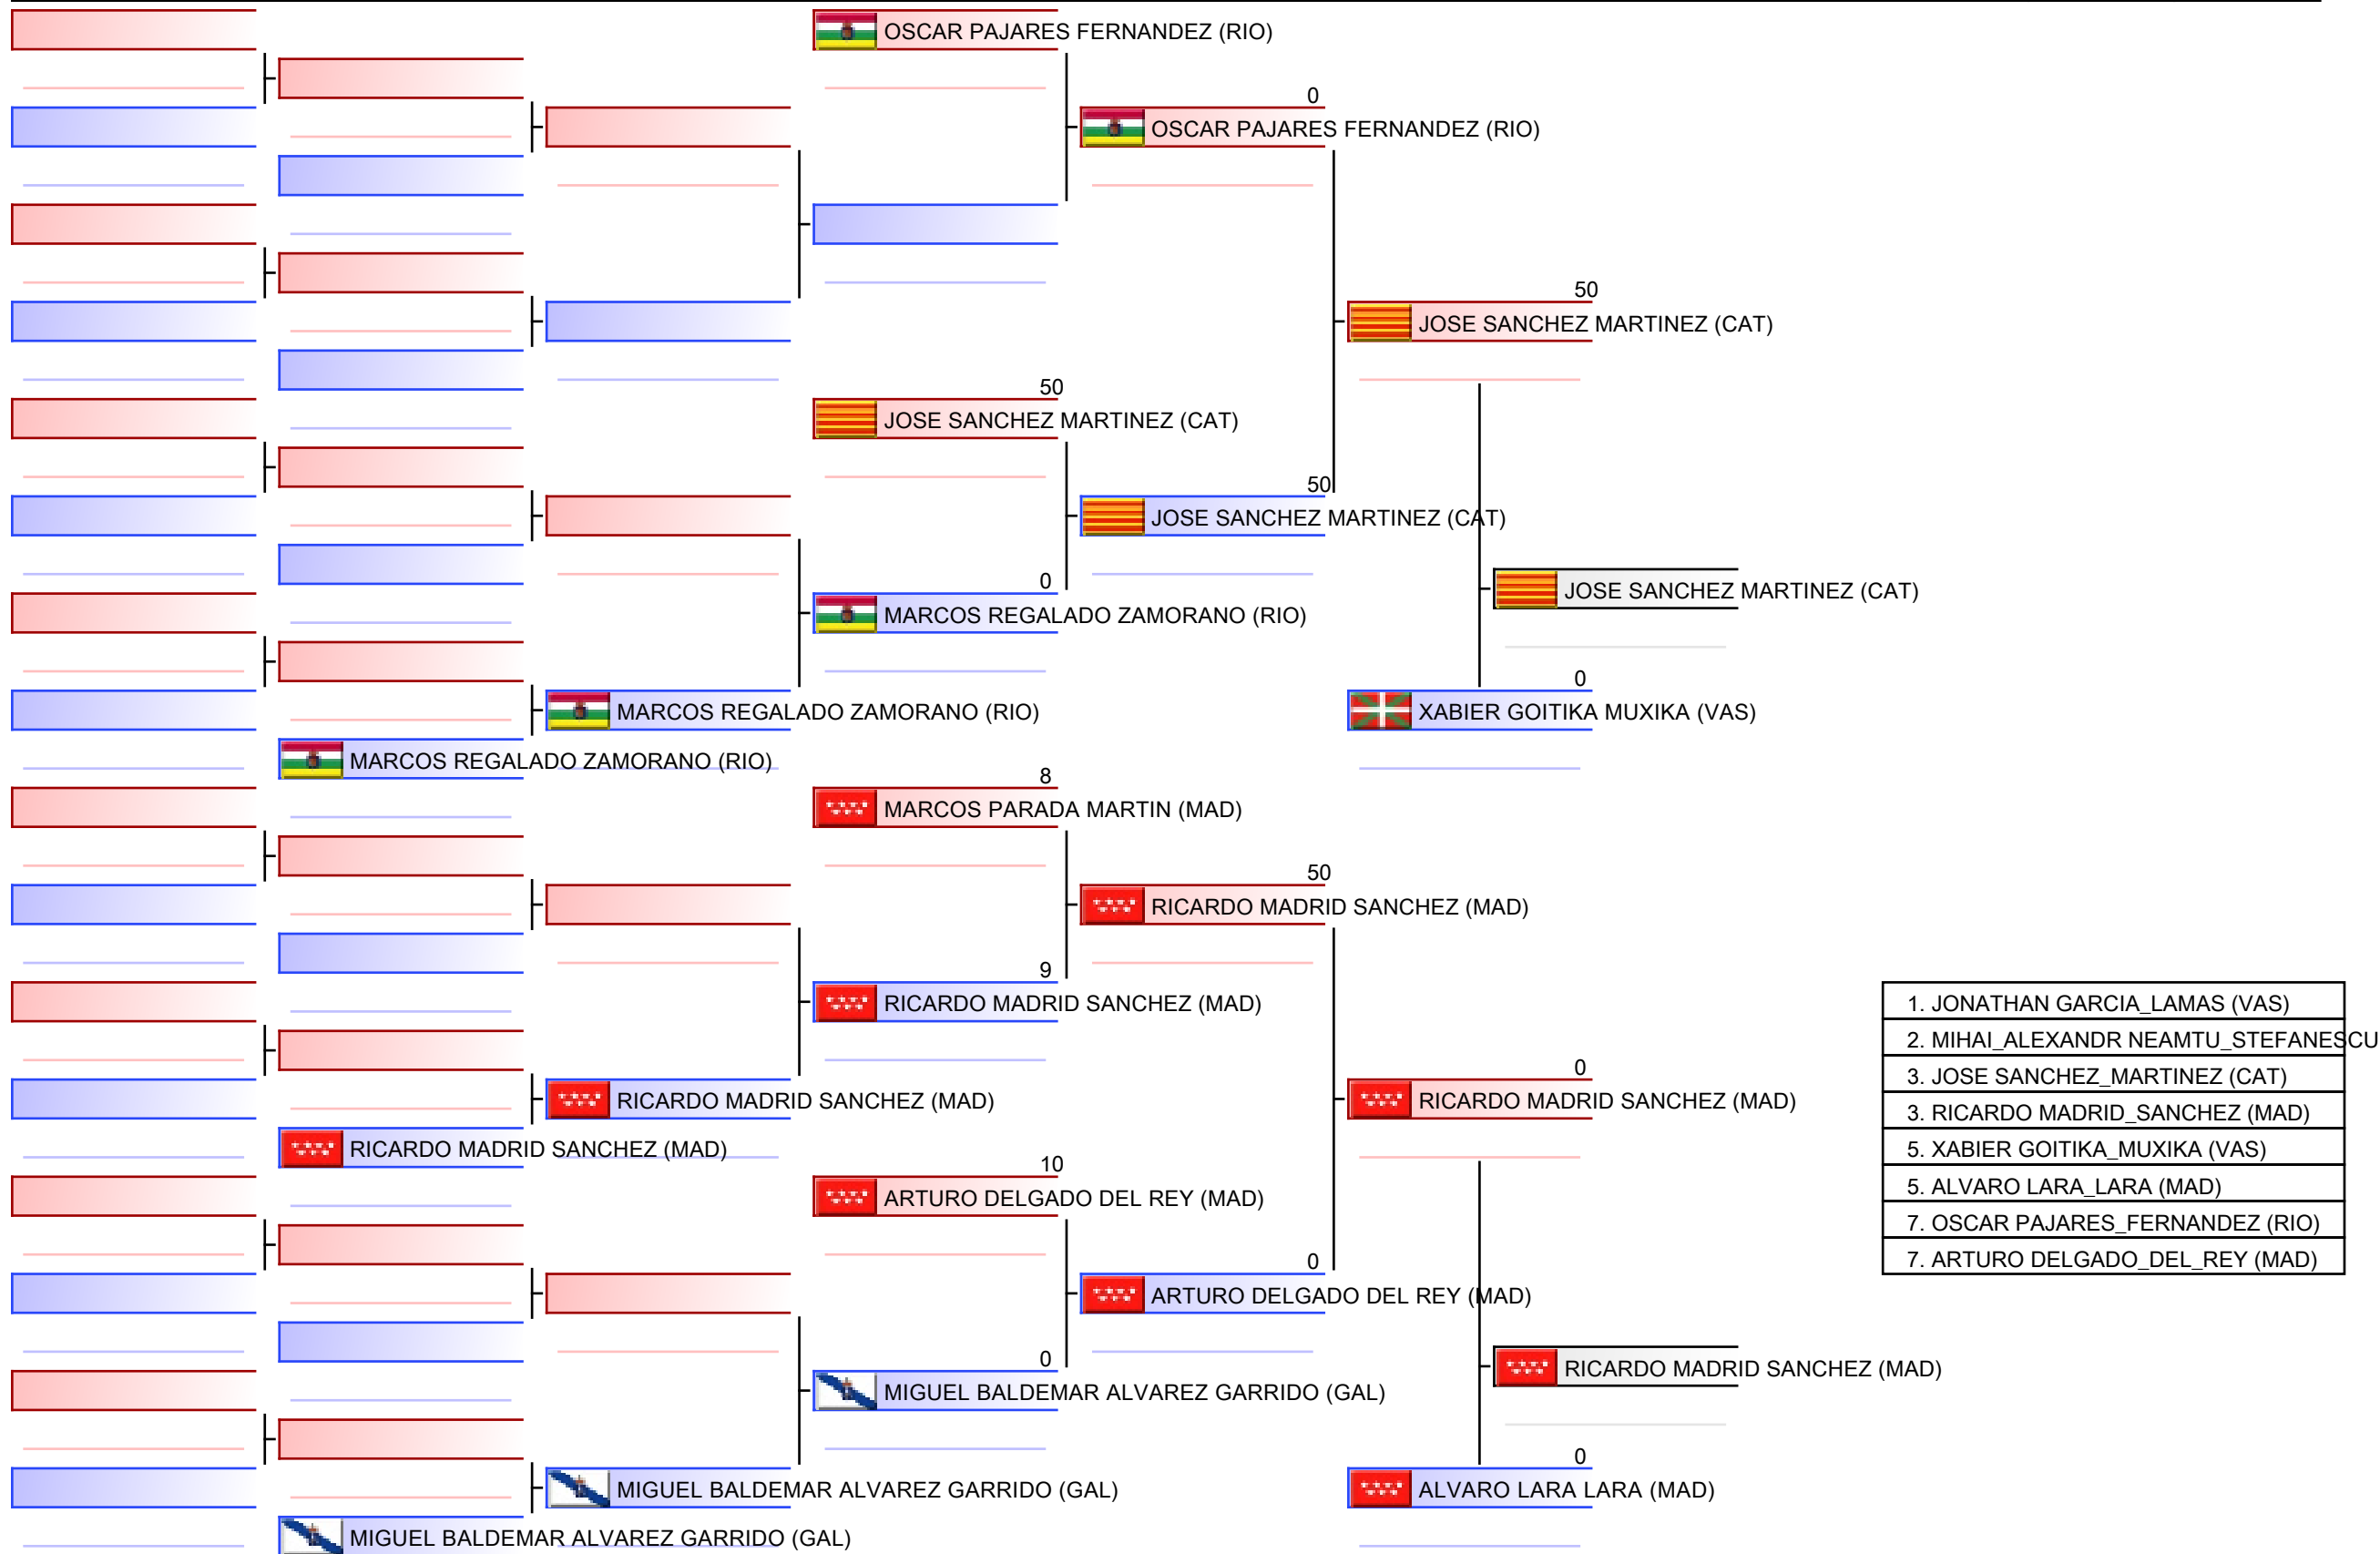 OSCAR PAJARES FERNANDEZ (RIO)
0
OSCAR PAJARES FERNANDEZ (RIO)
50
JOSE SANCHEZ MARTINEZ (CAT)
50
JOSE SANCHEZ MARTINEZ (CAT)
50
JOSE SANCHEZ MARTINEZ (CAT)
0
JOSE SANCHEZ MARTINEZ (CAT)
MARCOS REGALADO ZAMORANO (RIO)
0
MARCOS REGALADO ZAMORANO (RIO)
XABIER GOITIKA MUXIKA (VAS)
MARCOS REGALADO ZAMORANO (RIO)
8
MARCOS PARADA MARTIN (MAD)
50
RICARDO MADRID SANCHEZ (MAD)
9
RICARDO MADRID SANCHEZ (MAD)
0
RICARDO MADRID SANCHEZ (MAD)
RICARDO MADRID SANCHEZ (MAD)
RICARDO MADRID SANCHEZ (MAD)
10
ARTURO DELGADO DEL REY (MAD)
0
ARTURO DELGADO DEL REY (MAD)
0
RICARDO MADRID SANCHEZ (MAD)
MIGUEL BALDEMAR ALVAREZ GARRIDO (GAL)
0
MIGUEL BALDEMAR ALVAREZ GARRIDO (GAL)
ALVARO LARA LARA (MAD)
MIGUEL BALDEMAR ALVAREZ GARRIDO (GAL)
1. JONATHAN GARCIA_LAMAS (VAS)
2. MIHAI_ALEXANDR NEAMTU_STEFANESCU
3. JOSE SANCHEZ_MARTINEZ (CAT)
3. RICARDO MADRID_SANCHEZ (MAD)
5. XABIER GOITIKA_MUXIKA (VAS)
5. ALVARO LARA_LARA (MAD)
7. OSCAR PAJARES_FERNANDEZ (RIO)
7. ARTURO DELGADO_DEL_REY (MAD)